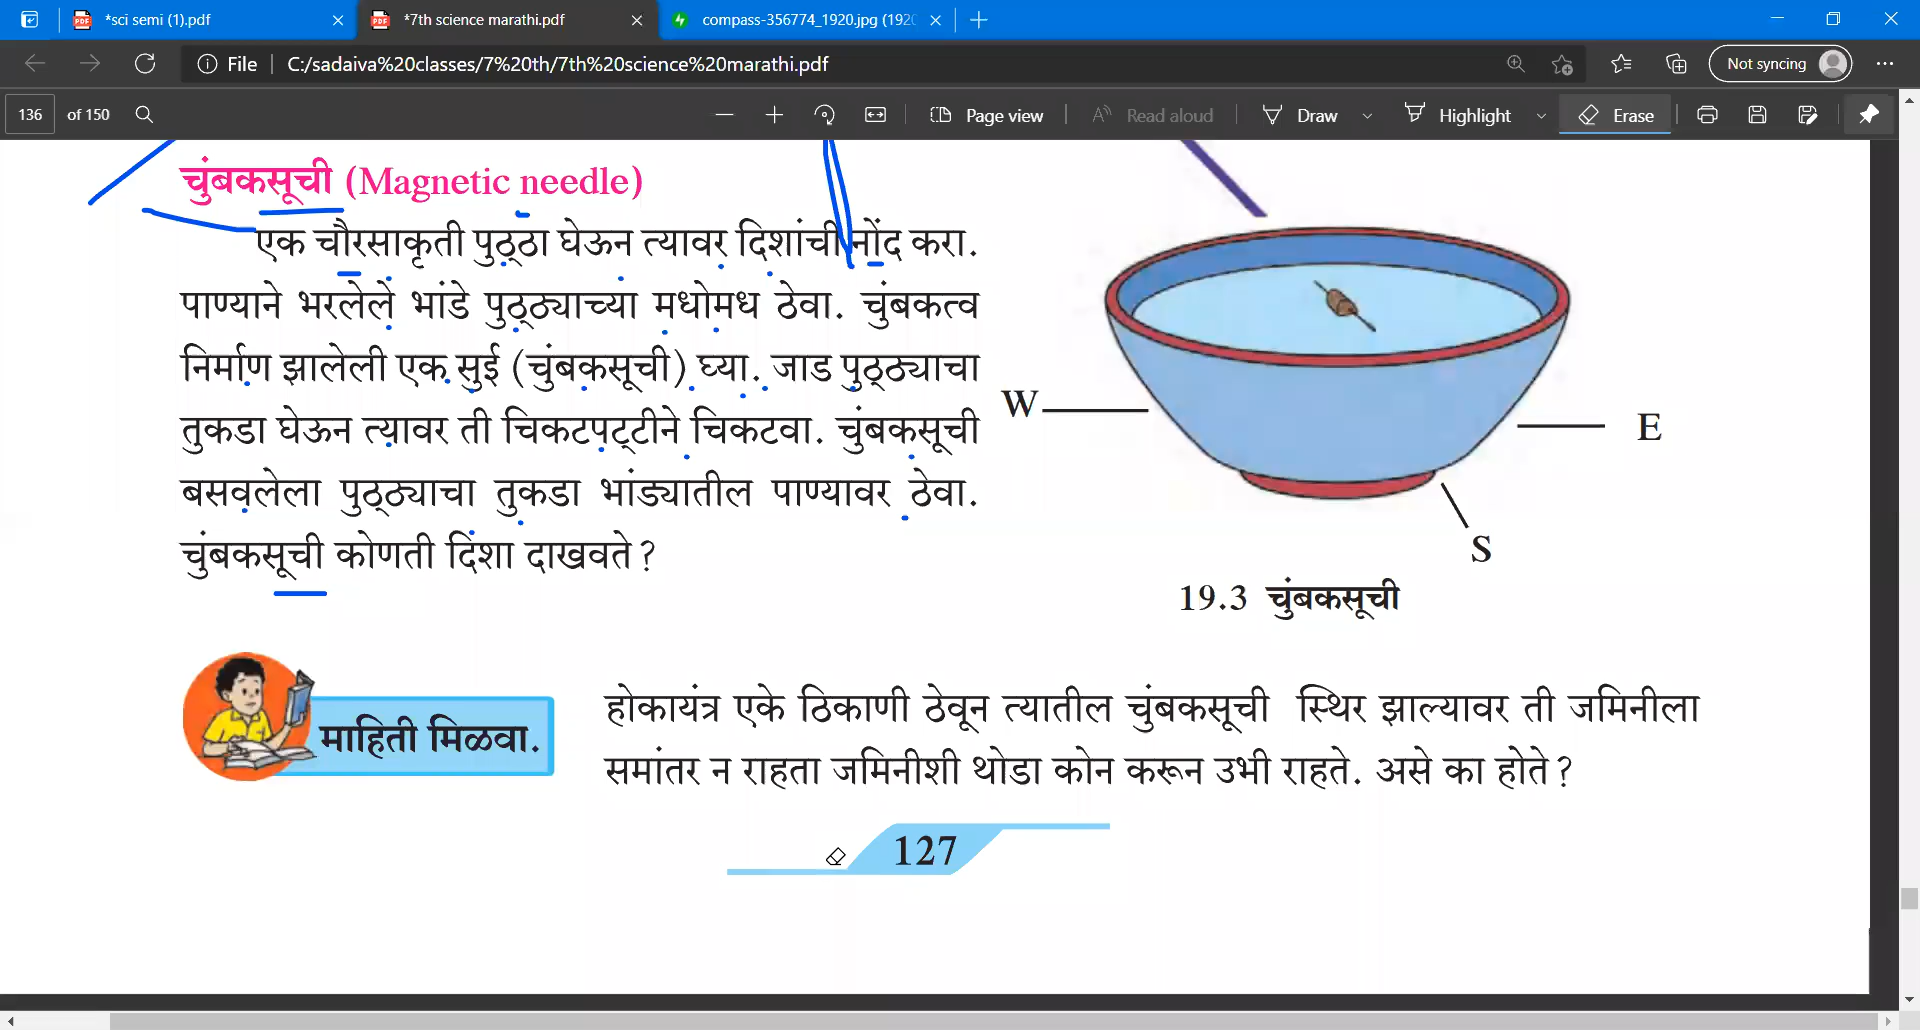 *sci semi (1).pdf
*7th science marathi.pdf
compass-356774_1920.jpg (192
File
C:/sadaiva%20classes/7%20th/7th%20science%20marathi.pdf
Not syncing
136 of 150
Page view
Read aloud
Draw
Highlight
Erase
चुंबकसूची (Magnetic needle)
एक चौरसाकृती पुठ्ठा घेऊन त्यावर दिशांची नोंद करा.
पाण्याने भरलेले भांडे पुठ्ठ्याच्या मधोमध ठेवा. चुंबकत्व
निर्माण झालेली एक सुई (चुंबकसूची) घ्या. जाड पुठ्ठ्याचा
तुकडा घेऊन त्यावर ती चिकटपट्टीने चिकटवा. चुंबकसूची
बसवलेला पुठ्ठ्याचा तुकडा भांड्यातील पाण्यावर ठेवा.
चुंबकसूची कोणती दिशा दाखवते?
W
E
S
19.3 चुंबकसूची
माहिती मिळवा.
होकायंत्र एके ठिकाणी ठेवून त्यातील चुंबकसूची स्थिर झाल्यावर ती जमिनीला
समांतर न राहता जमिनीशी थोडा कोन करून उभी राहते. असे का होते?
127